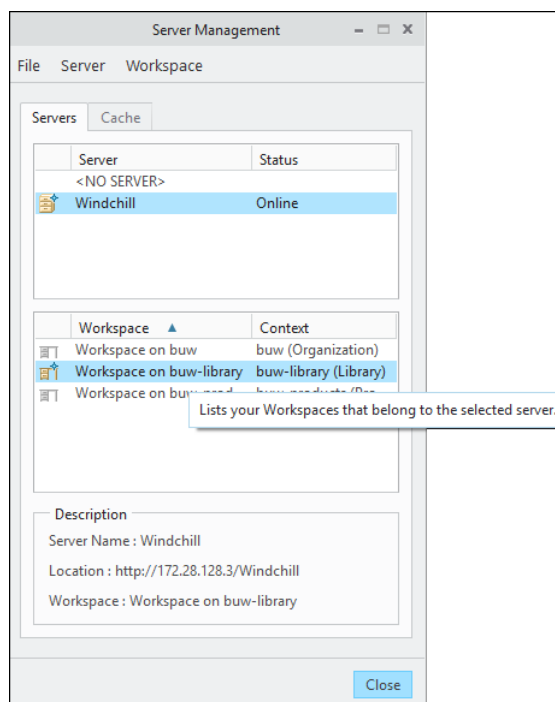 Server Management
File Server Workspace
Servers Cache
Server Status
<NO SERVER>
Windchill Online
Workspace Context
Workspace on buw buw (Organization)
Workspace on buw-library buw-library (Library)
Workspace on
Lists your Workspaces that belong to the selected server.
Description
Server Name : Windchill
Location : http://172.28.128.3/Windchill
Workspace : Workspace on buw-library
Close